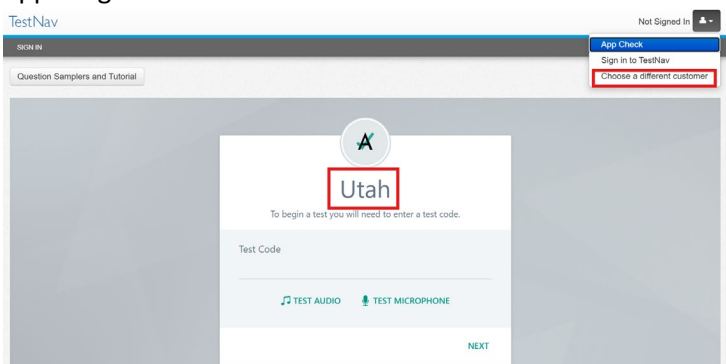 TestNav
Not Signed In
SIGN IN
App Check
Sign in to TestNav
Choose a different customer
Question Samplers and Tutorial
Utah
To begin a test you will need to enter a test code.
Test Code
TEST AUDIO TEST MICROPHONE
NEXT